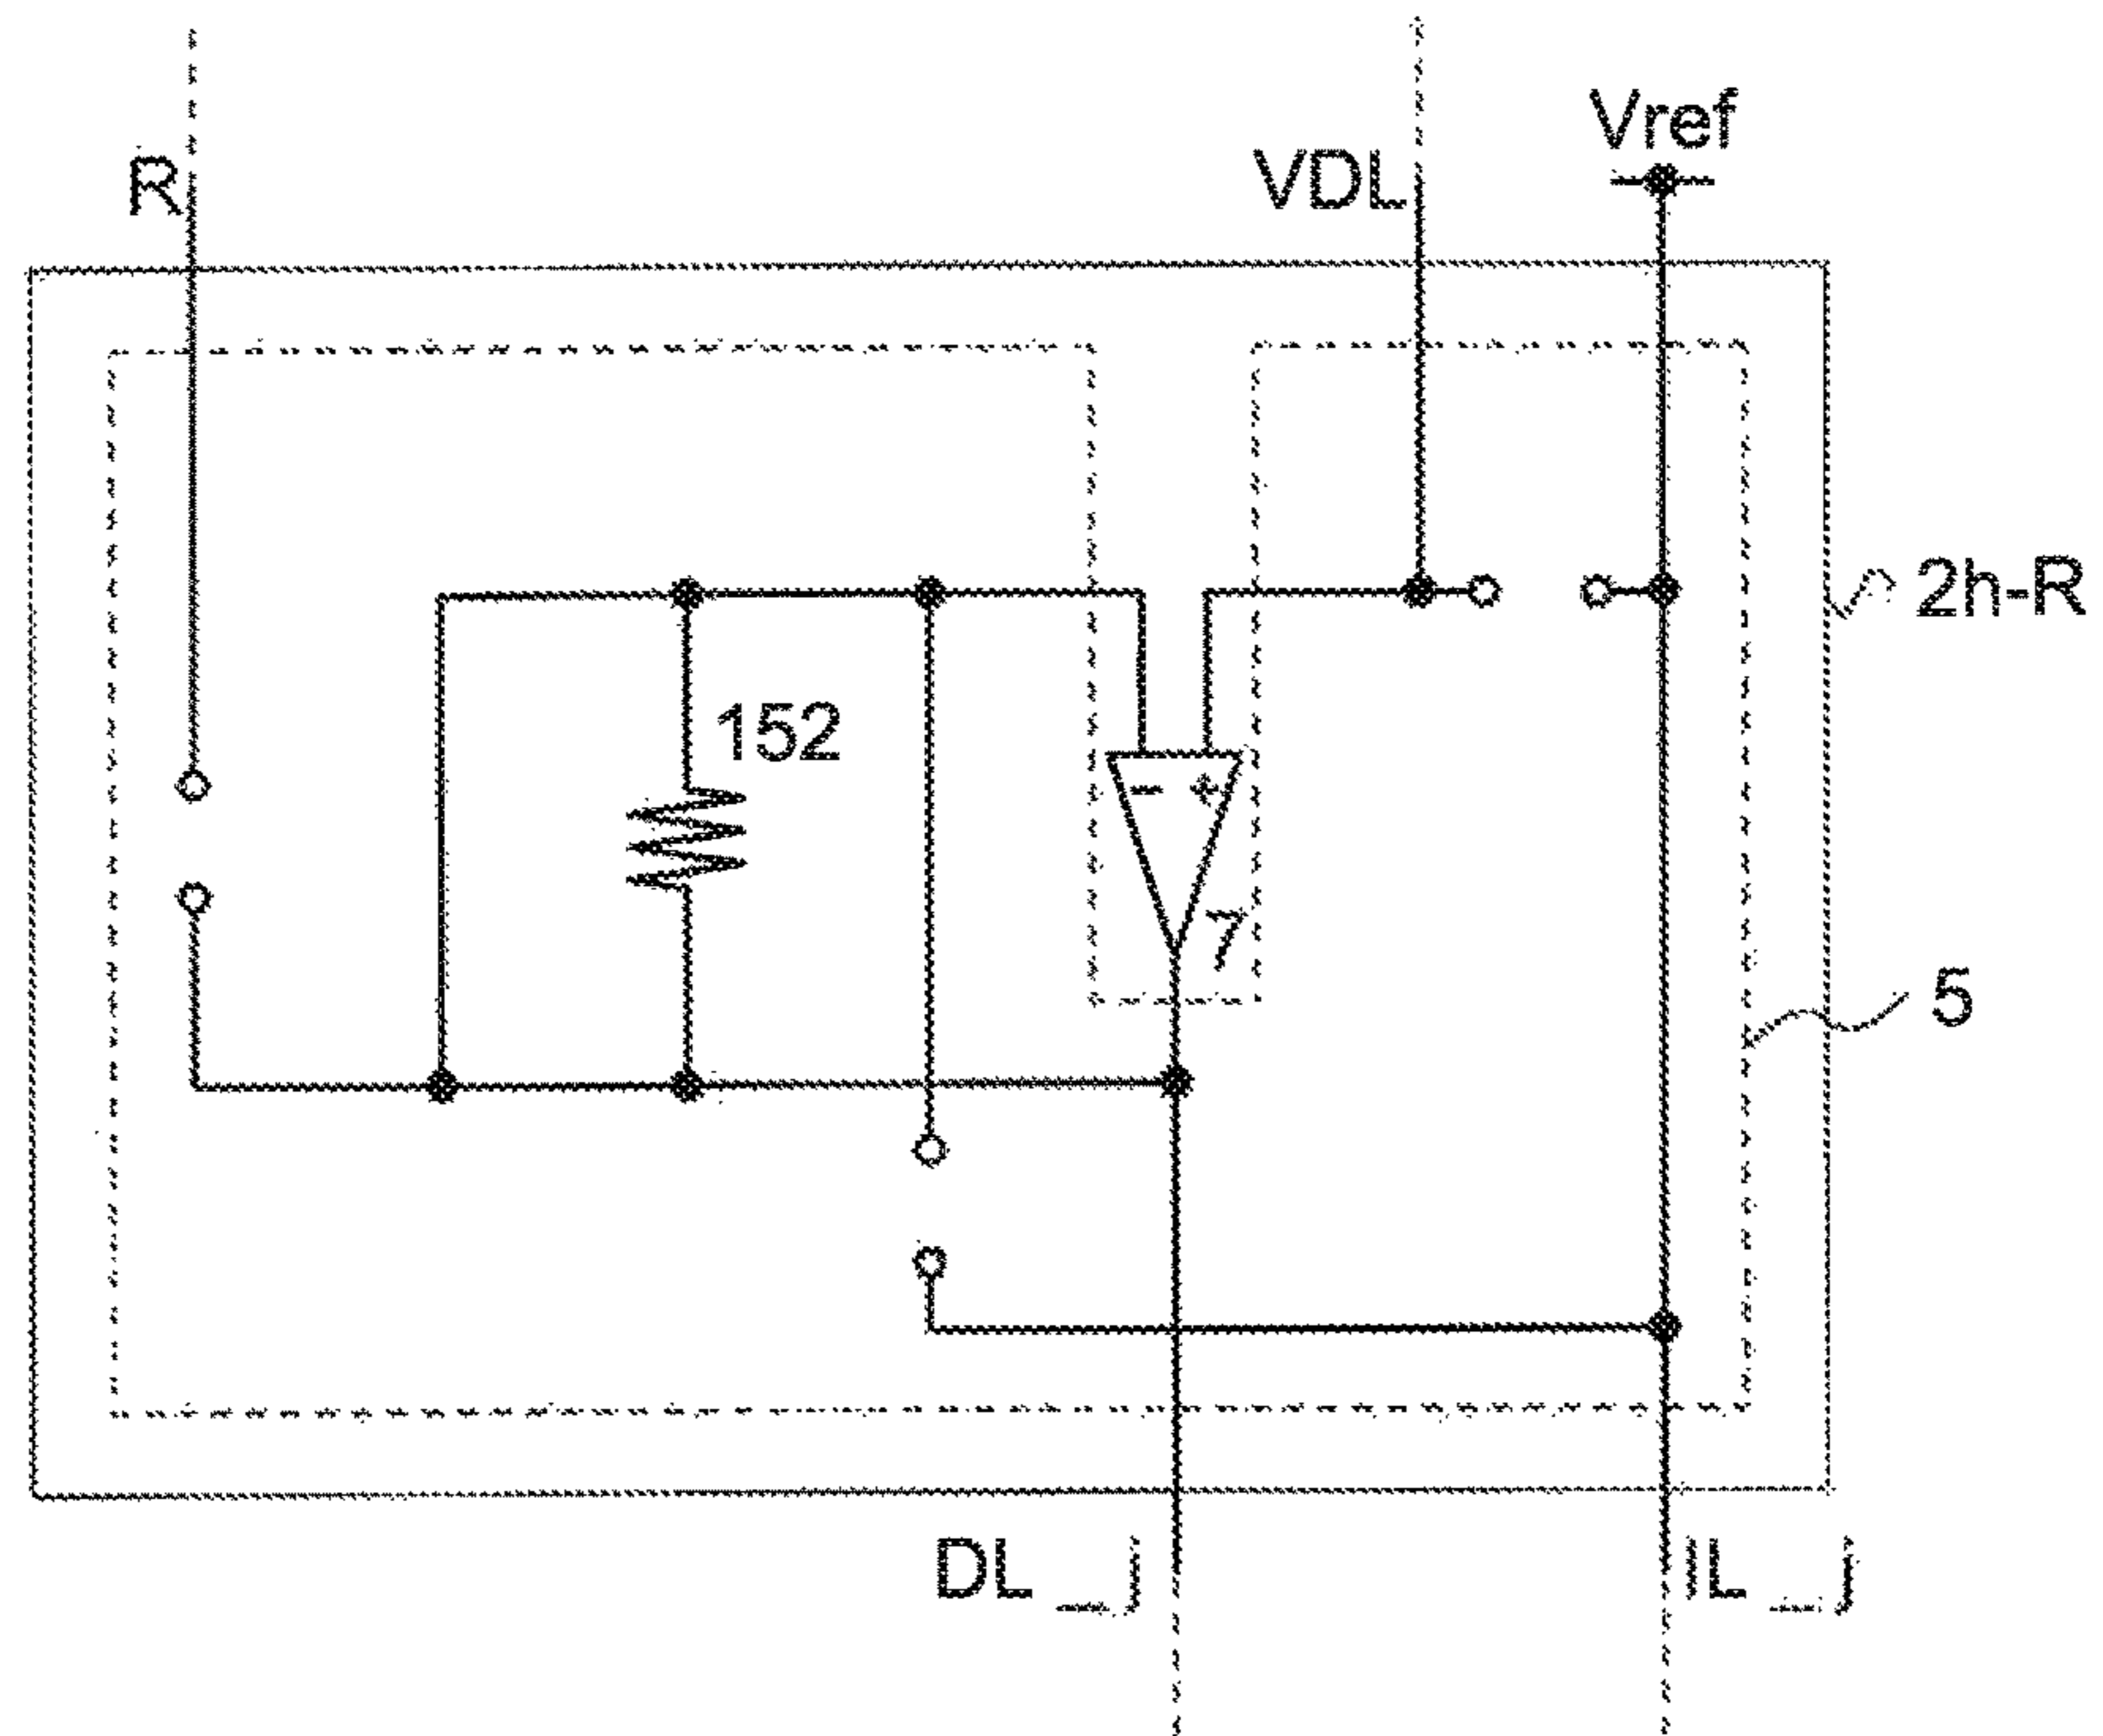 Vref
R
VDL
2h-R
152
- +
7
5
DL_j
IL_j